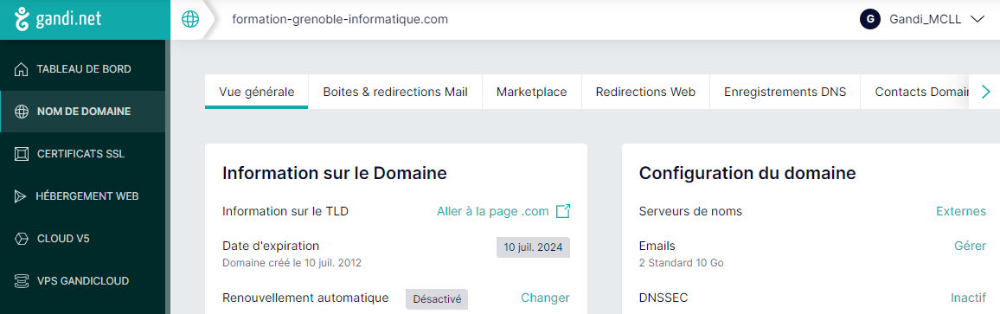 gandi.net
formation-grenoble-informatique.com
G Gandi_MCLL
TABLEAU DE BORD
NOM DE DOMAINE
CERTIFICATS SSL
HÉBERGEMENT WEB
CLOUD V5
VPS GANDICLOUD
Vue générale Boites & redirections Mail Marketplace Redirections Web Enregistrements DNS Contacts Domai
Information sur le Domaine
Information sur le TLD Aller à la page .com
Date d'expiration 10 juil. 2024
Domaine créé le 10 juil. 2012
Renouvellement automatique Désactivé Changer
Configuration du domaine
Serveurs de noms Externes
Emails Gérer
2 Standard 10 Go
DNSSEC Inactif